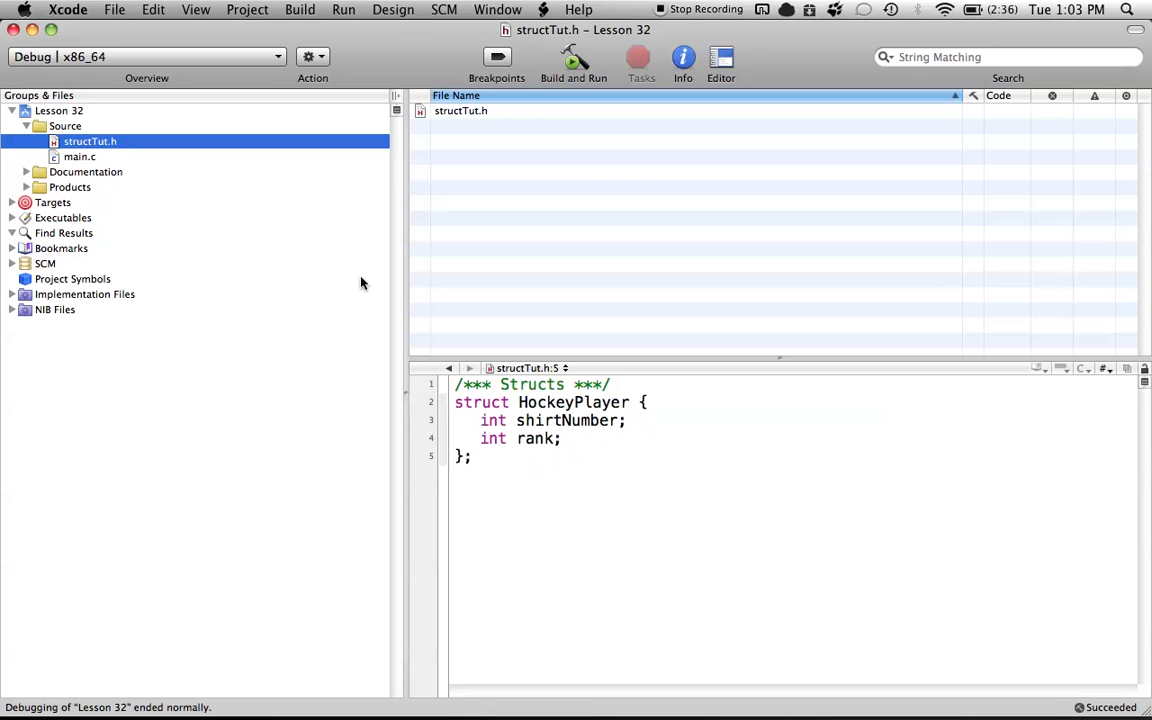 Xcode File Edit View Project Build Run Design SCM Window Help Stop Recording (2:36) Tue 1:03 PM
structTut.h – Lesson 32
Debug | x86_64
String Matching
Overview Action Breakpoints Build and Run Tasks Info Editor Search
Groups & Files
File Name Code
Lesson 32
structTut.h
Source
structTut.h
main.c
Documentation
Products
Targets
Executables
Find Results
Bookmarks
SCM
Project Symbols
Implementation Files
NIB Files
structTut.h:5
1 /*** Structs ***/
2 struct HockeyPlayer {
3 int shirtNumber;
4 int rank;
5 };
Debugging of "Lesson 32" ended normally.
Succeeded